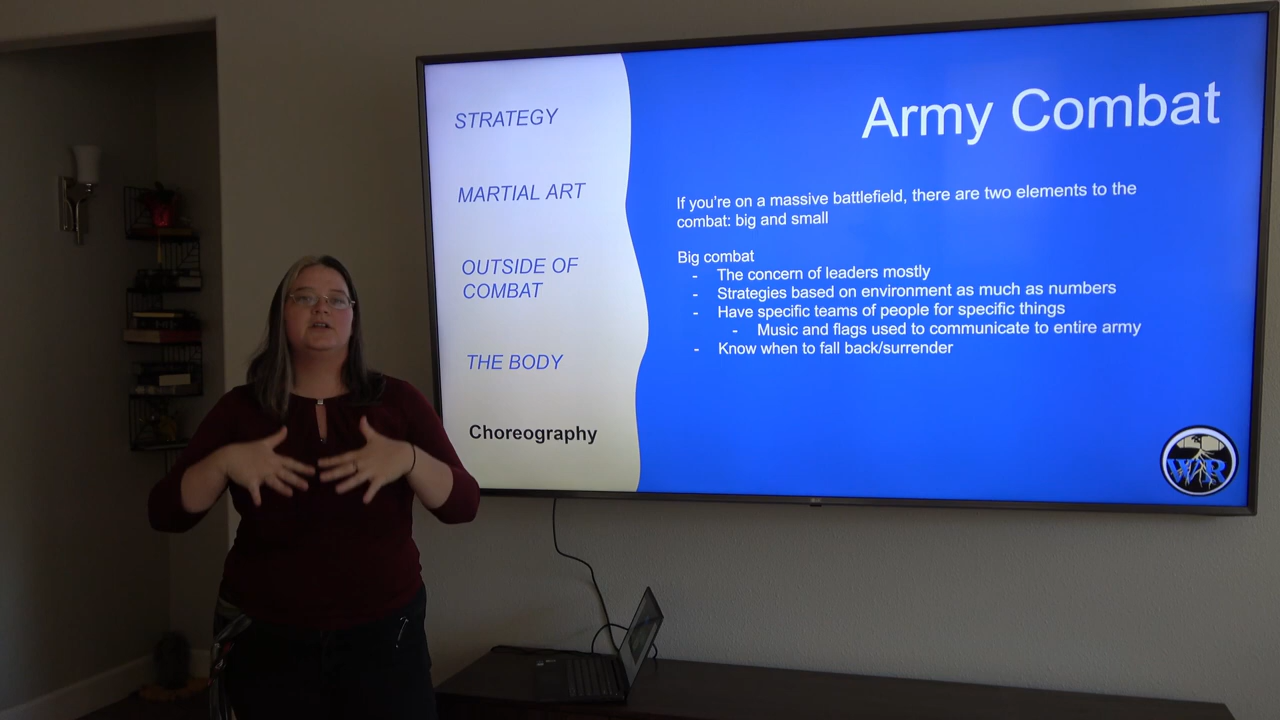 STRATEGY
MARTIAL ART
OUTSIDE OF
COMBAT
THE BODY
Choreography
Army Combat
If you're on a massive battlefield, there are two elements to the
combat: big and small
Big combat
- The concern of leaders mostly
- Strategies based on environment as much as numbers
- Have specific teams of people for specific things
- Music and flags used to communicate to entire army
- Know when to fall back/surrender
WR